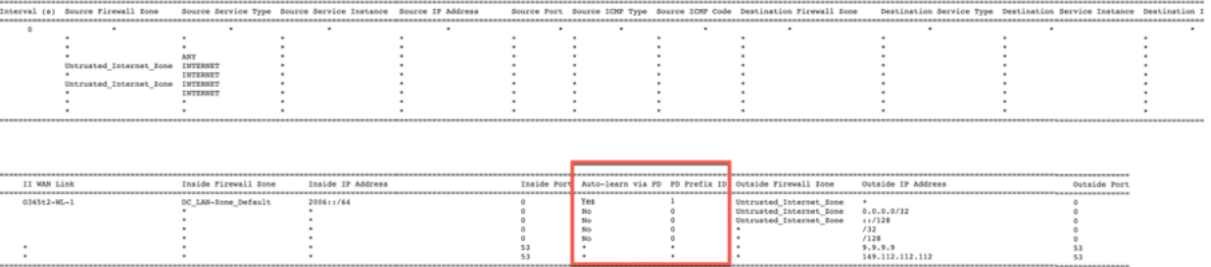 Interval (s) Source Firewall Zone Source Service Type Source Service Instance Source IP Address Source Port Source ICMP Type Source ICMP Code Destination Firewall Zone Destination Service Type Destination Service Instance Destination I
0 * * * * * * * * * * *
* * * * * * * * * *
* * * * * * * * * *
* ANY * * * * * * * *
Untrusted_Internet_Zone INTERNET * * * * * * * *
* INTERNET * * * * * * * *
Untrusted_Internet_Zone INTERNET * * * * * * * *
* INTERNET * * * * * * * *
* * * * * * * * * *
* * * * * * * * * *
II WAN Link Inside Firewall Zone Inside IP Address Inside Port Auto-learn via PD PD Prefix ID Outside Firewall Zone Outside IP Address Outside Port
O365t2-WL-1 DC_LAN-Zone_Default 2006::/64 0 Yes 1 Untrusted_Internet_Zone * 0
* * 0 No 0 Untrusted_Internet_Zone 0.0.0.0/32 0
* * 0 No 0 Untrusted_Internet_Zone ::/128 0
* * 0 No 0 * /32 0
* * 0 No 0 * /128 0
* * * 53 * * * 9.9.9.9 53
* * * 53 * * * 149.112.112.112 53